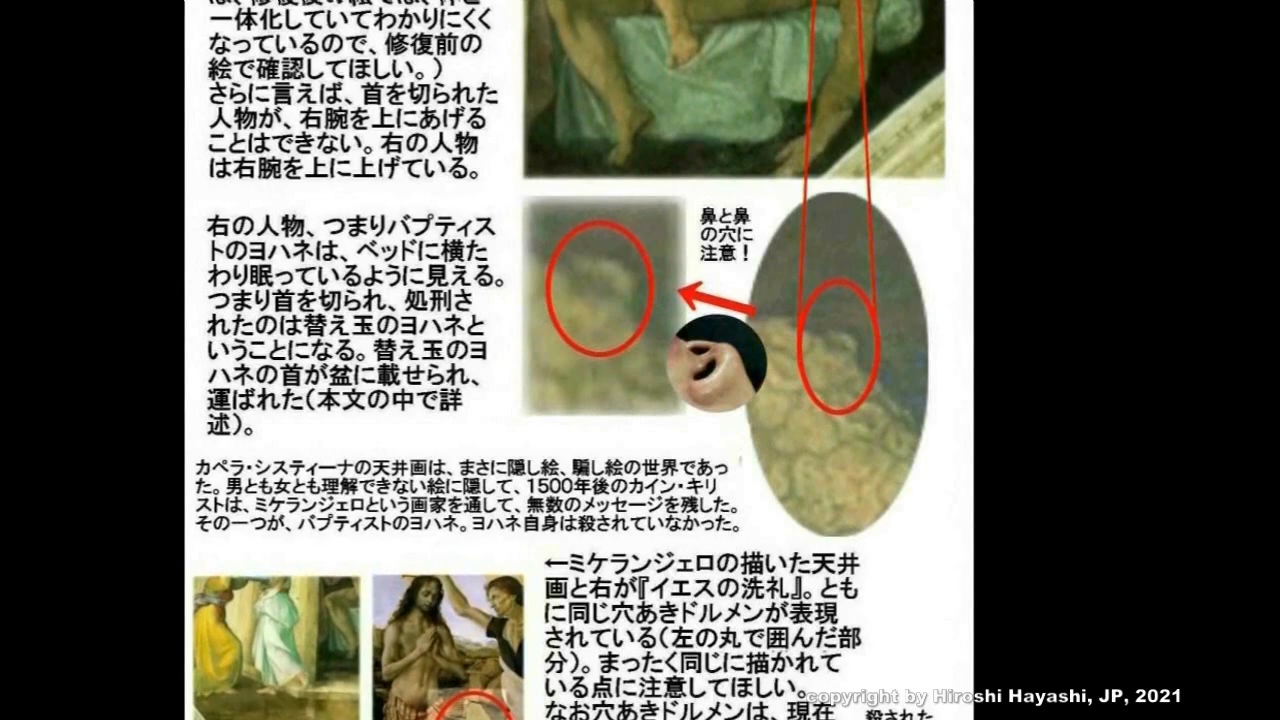 一体化していてわかりにくく
なっているので、修復前の
絵で確認してほしい。)
さらに言えば、首を切られた
人物が、右腕を上にあげる
ことはできない。右の人物
は右腕を上に上げている。
右の人物、つまりバプティス
トのヨハネは、ベッドに横た
わり眠っているように見える。
つまり首を切られ、処刑さ
れたのは替え玉のヨハネと
いうことになる。替え玉のヨ
ハネの首が盆に載せられ、
運ばれた(本文の中で詳
述)。
鼻と鼻
の穴に
注意!
カペラ・システィーナの天井画は、まさに隠し絵、騙し絵の世界であっ
た。男とも女とも理解できない絵に隠して、1500年後のカイン・キリ
ストは、ミケランジェロという画家を通して、無数のメッセージを残した。
その一つが、バプティストのヨハネ。ヨハネ自身は殺されていなかった。
←ミケランジェロの描いた天井
画と右が『イエスの洗礼』。とも
に同じ穴あきドルメンが表現
されている(左の丸で囲んだ部
分)。まったく同じに描かれて
いる点に注意してほしい。
なお穴あきドルメンは、現在
殺された
copyright by Hiroshi Hayashi, JP, 2021